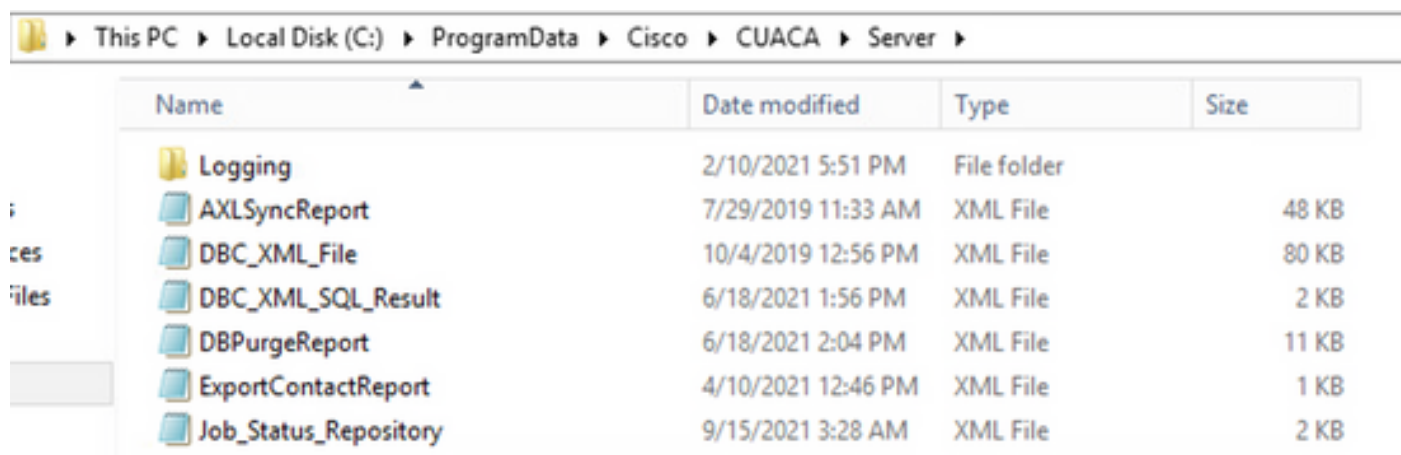 This PC ▸ Local Disk (C:) ▸ ProgramData ▸ Cisco ▸ CUACA ▸ Server ▸
Name Date modified Type Size
Logging 2/10/2021 5:51 PM File folder
AXLSyncReport 7/29/2019 11:33 AM XML File 48 KB
ces DBC_XML_File 10/4/2019 12:56 PM XML File 80 KB
Files DBC_XML_SQL_Result 6/18/2021 1:56 PM XML File 2 KB
DBPurgeReport 6/18/2021 2:04 PM XML File 11 KB
ExportContactReport 4/10/2021 12:46 PM XML File 1 KB
Job_Status_Repository 9/15/2021 3:28 AM XML File 2 KB